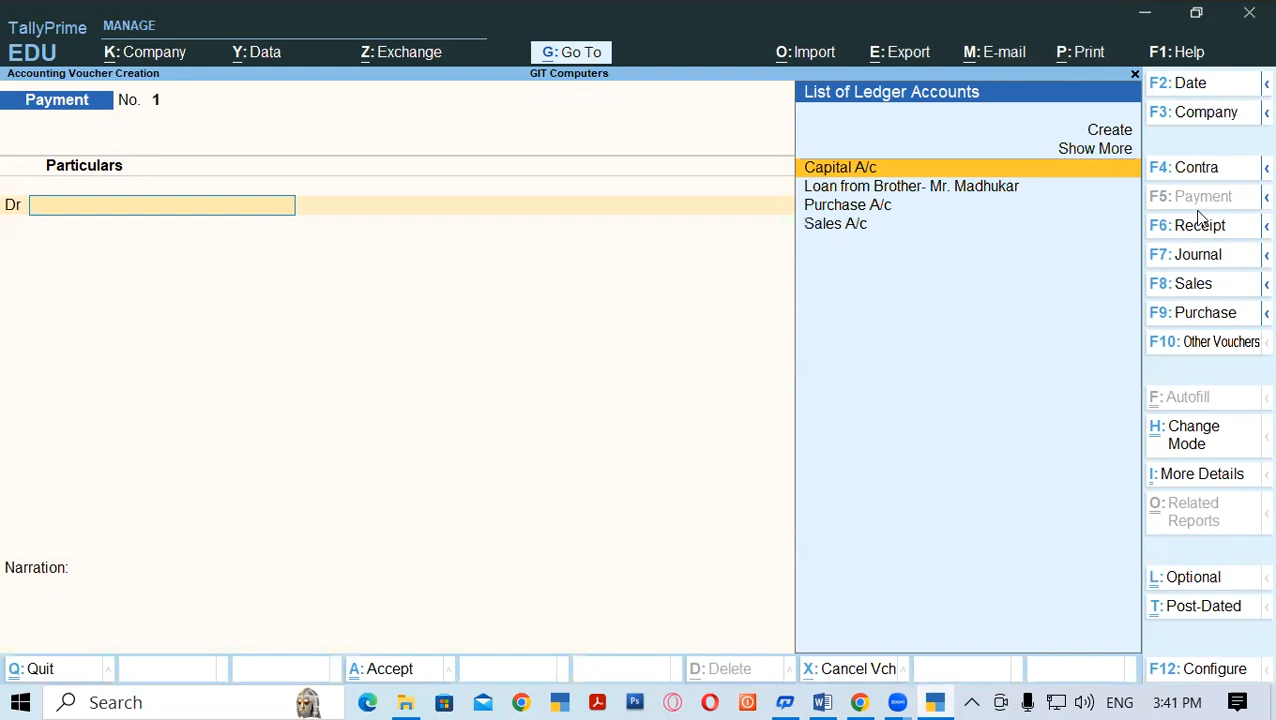 TallyPrime MANAGE
EDU K: Company Y: Data Z: Exchange G: Go To O: Import E: Export M: E-mail P: Print F1: Help
Accounting Voucher Creation GIT Computers
Payment No. 1
Particulars
Dr
Narration:
List of Ledger Accounts
Create
Show More
Capital A/c
Loan from Brother- Mr. Madhukar
Purchase A/c
Sales A/c
F2: Date
F3: Company
F4: Contra
F5: Payment
F6: Receipt
F7: Journal
F8: Sales
F9: Purchase
F10: Other Vouchers
F: Autofill
H: Change
Mode
I: More Details
O: Related
Reports
L: Optional
T: Post-Dated
Q: Quit A: Accept D: Delete X: Cancel Vch F12: Configure
Search ENG 3:41 PM